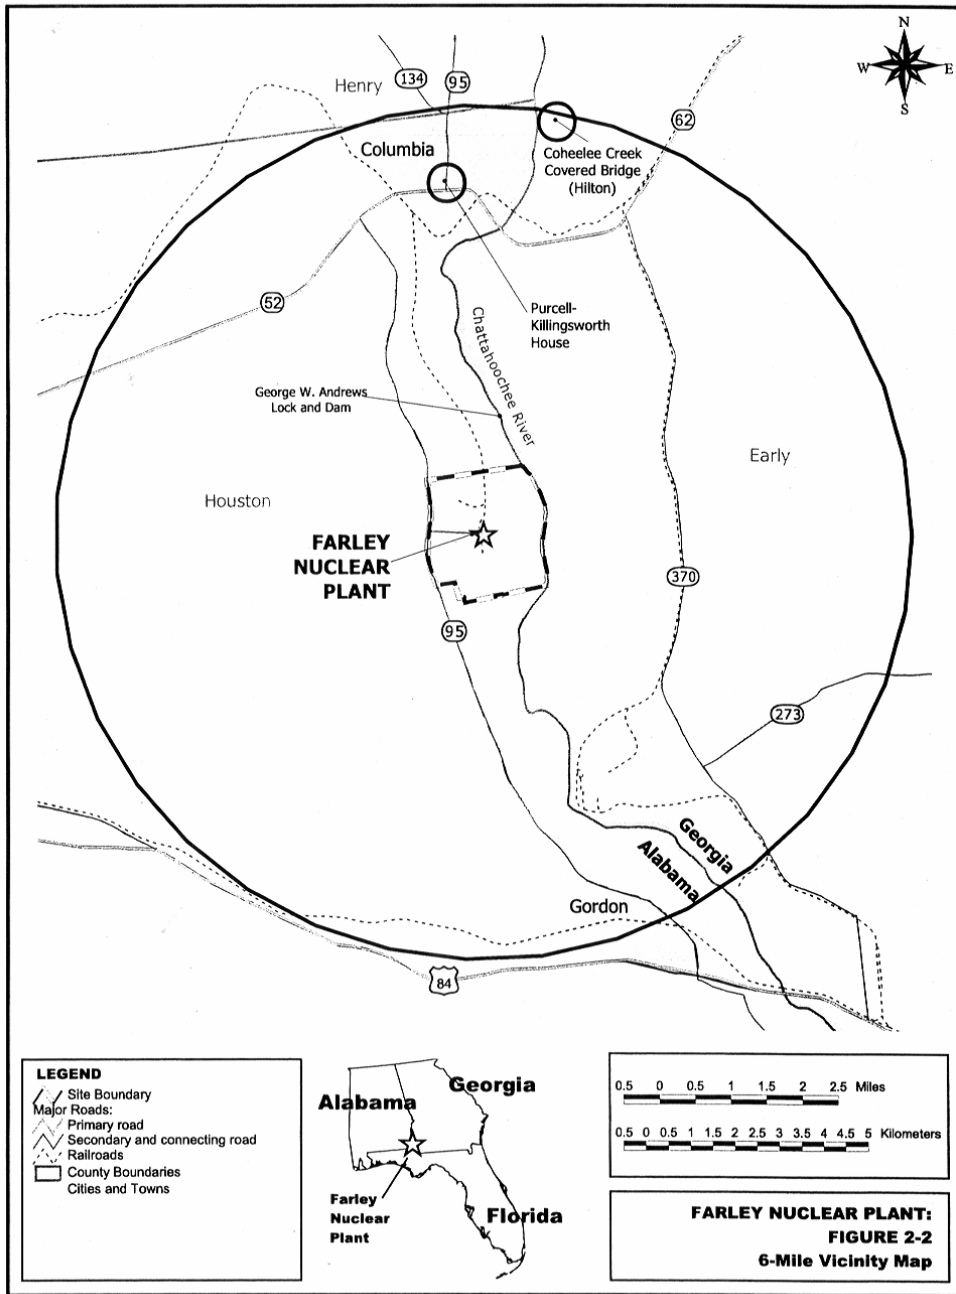 N
W
E
S
Henry
134
95
62
Columbia
Coheelee Creek
Covered Bridge
(Hilton)
52
Purcell-
Killingsworth
House
Chattahoochee River
George W. Andrews
Lock and Dam
Early
Houston
FARLEY
NUCLEAR
PLANT
370
95
273
Georgia
Alabama
Gordon
84
LEGEND
Site Boundary
Major Roads:
Primary road
Secondary and connecting road
Railroads
County Boundaries
Cities and Towns
Georgia
Alabama
Farley
Nuclear
Plant
Florida
0.5 0 0.5 1 1.5 2 2.5 Miles
0.5 0 0.5 1 1.5 2 2.5 3 3.5 4 4.5 5 Kilometers
FARLEY NUCLEAR PLANT:
FIGURE 2-2
6-Mile Vicinity Map